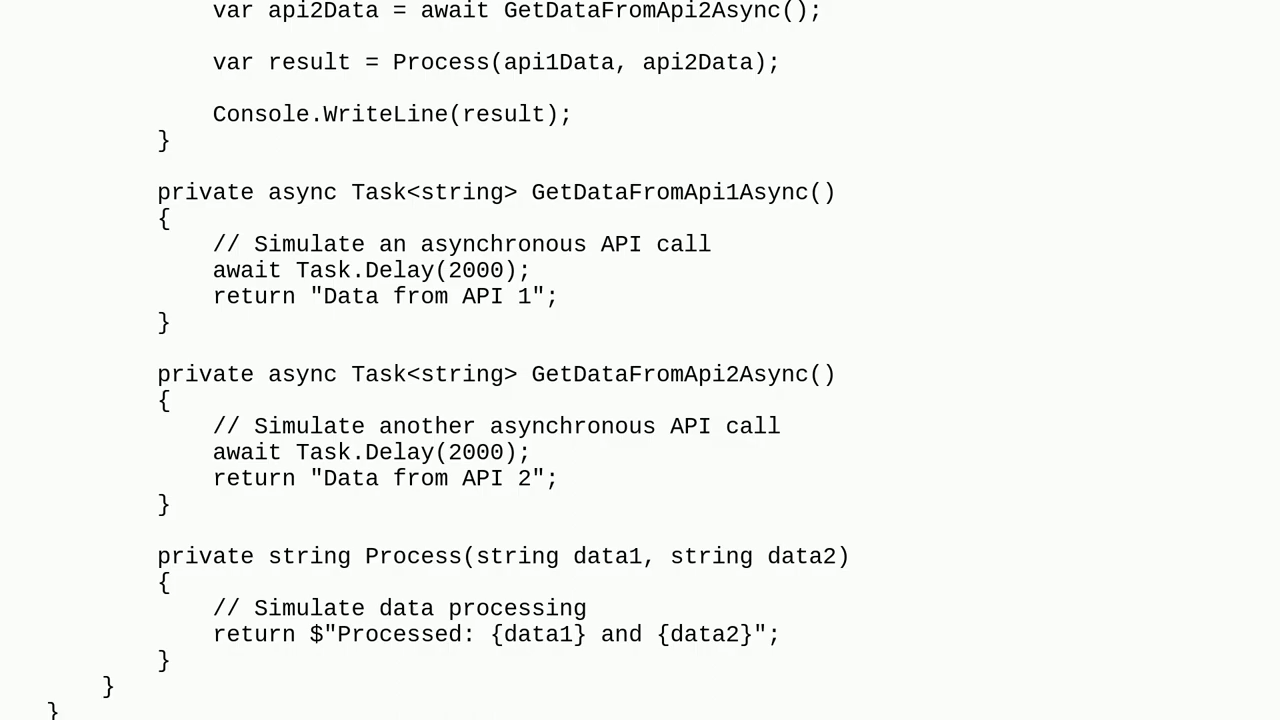 var api2Data = await GetDataFromApi2Async();
var result = Process(api1Data, api2Data);
Console.WriteLine(result);
}
private async Task<string> GetDataFromApi1Async()
{
// Simulate an asynchronous API call
await Task.Delay(2000);
return "Data from API 1";
}
private async Task<string> GetDataFromApi2Async()
{
// Simulate another asynchronous API call
await Task.Delay(2000);
return "Data from API 2";
}
private string Process(string data1, string data2)
{
// Simulate data processing
return $"Processed: {data1} and {data2}";
}
}
}